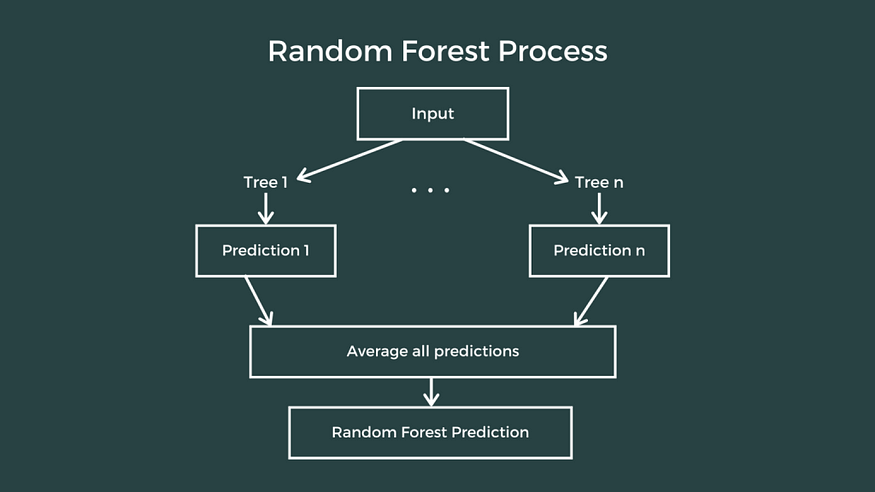 Random Forest Process
Input
Tree 1
. . .
Tree n
Prediction 1
Prediction n
Average all predictions
Random Forest Prediction